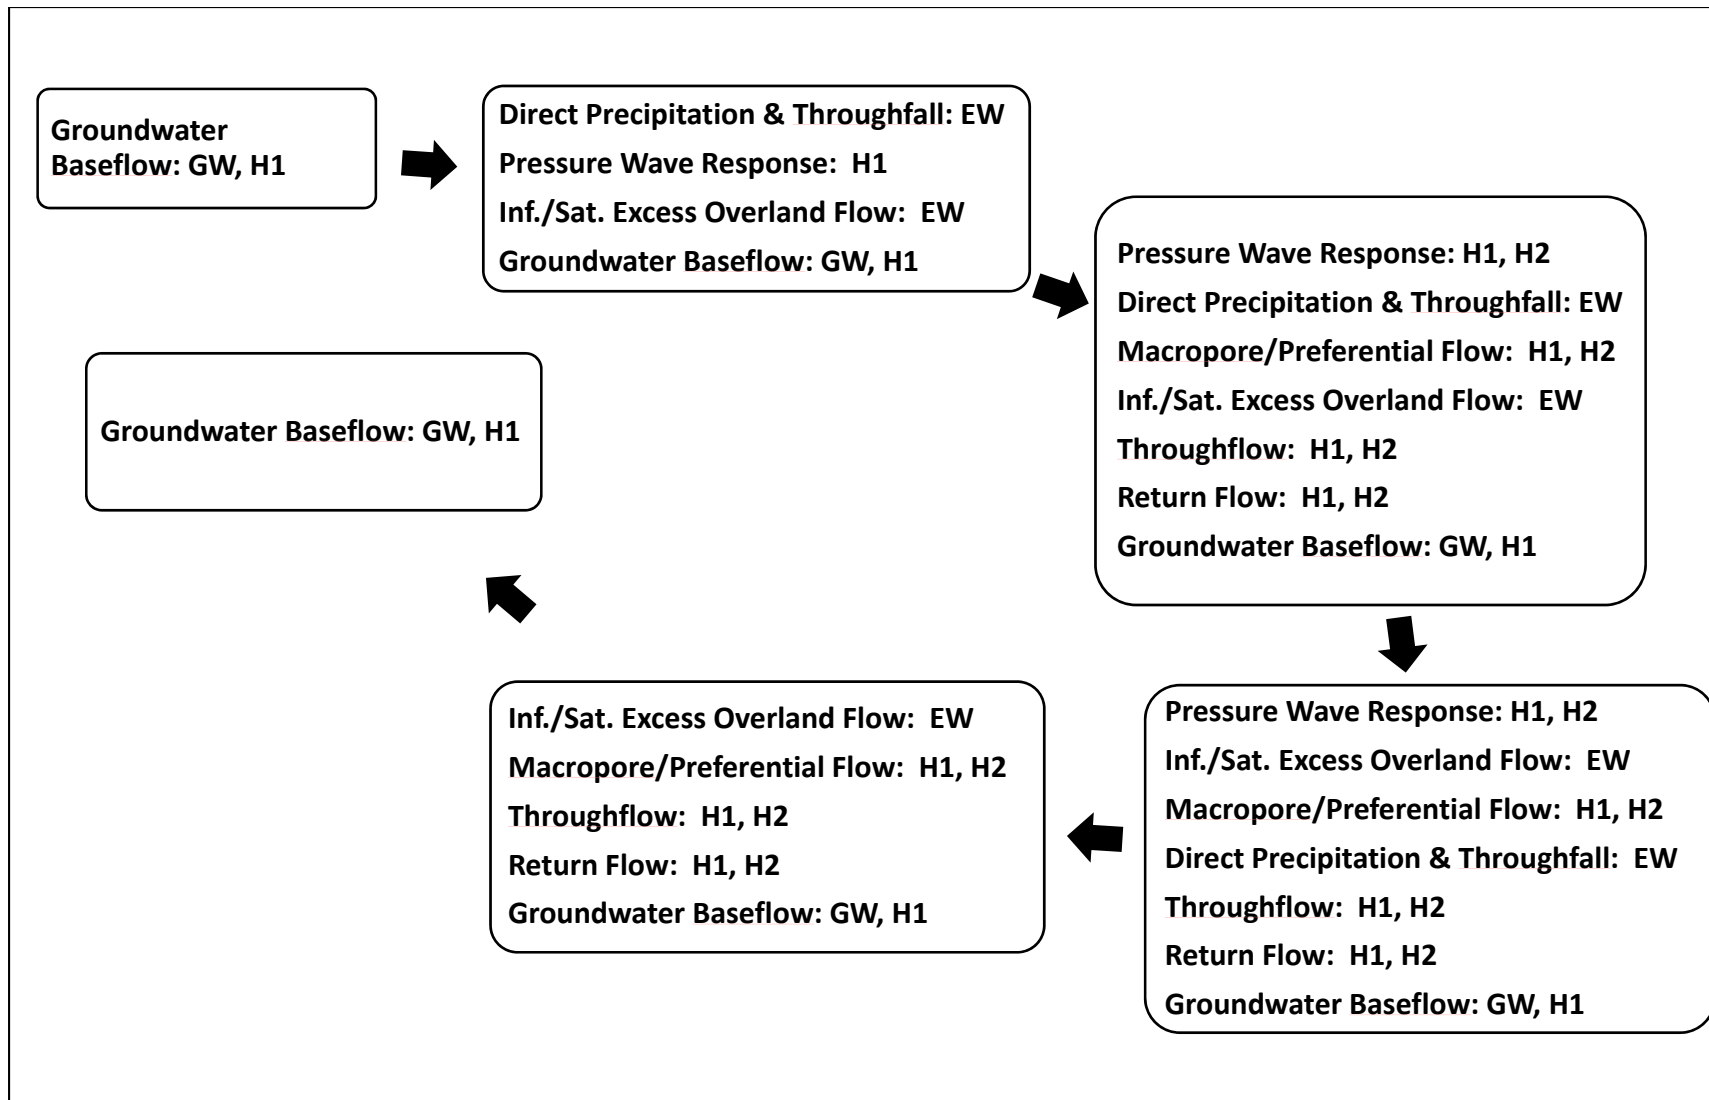 Groundwater
Baseflow: GW, H1
Direct Precipitation & Throughfall: EW
Pressure Wave Response:  H1
Inf./Sat. Excess Overland Flow:  EW
Groundwater Baseflow: GW, H1
Pressure Wave Response: H1, H2
Direct Precipitation & Throughfall: EW
Macropore/Preferential Flow:  H1, H2
Inf./Sat. Excess Overland Flow:  EW
Throughflow:  H1, H2
Return Flow:  H1, H2
Groundwater Baseflow: GW, H1
Pressure Wave Response: H1, H2
Inf./Sat. Excess Overland Flow:  EW
Macropore/Preferential Flow:  H1, H2
Direct Precipitation & Throughfall:  EW
Throughflow:  H1, H2
Return Flow:  H1, H2
Groundwater Baseflow: GW, H1
Inf./Sat. Excess Overland Flow:  EW
Macropore/Preferential Flow:  H1, H2
Throughflow:  H1, H2
Return Flow:  H1, H2
Groundwater Baseflow: GW, H1
Groundwater Baseflow: GW, H1